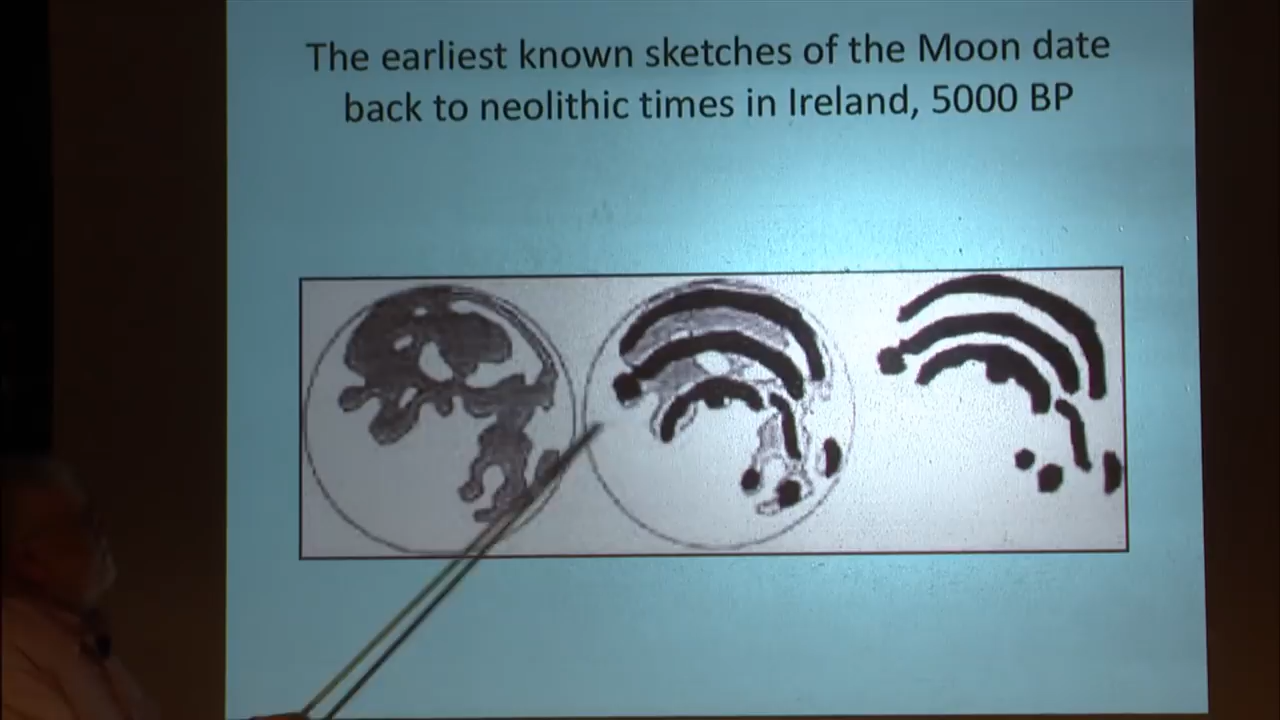 The earliest known sketches of the Moon date
back to neolithic times in Ireland, 5000 BP